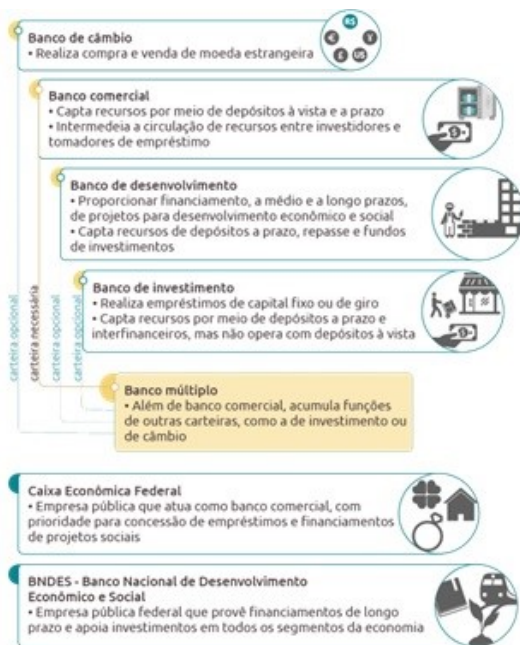 Banco de câmbio
• Realiza compra e venda de moeda estrangeira
R$
€
¥
£
US
Banco comercial
• Capta recursos por meio de depósitos à vista e a prazo
• Intermedeia a circulação de recursos entre investidores e
tomadores de empréstimo
Banco de desenvolvimento
• Proporcionar financiamento, a médio e a longo prazos,
de projetos para desenvolvimento econômico e social
• Capta recursos de depósitos a prazo, repasse e fundos
de investimentos
Banco de investimento
• Realiza empréstimos de capital fixo ou de giro
• Capta recursos por meio de depósitos a prazo e
interfinanceiros, mas não opera com depósitos à vista
carteira opcional
carteira necessária
carteira opcional
carteira opcional
Banco múltiplo
• Além de banco comercial, acumula funções
de outras carteiras, como a de investimento ou
de câmbio
Caixa Econômica Federal
• Empresa pública que atua como banco comercial, com
prioridade para concessão de empréstimos e financiamentos
de projetos sociais
BNDES - Banco Nacional de Desenvolvimento
Econômico e Social
• Empresa pública federal que provê financiamentos de longo
prazo e apoia investimentos em todos os segmentos da economia